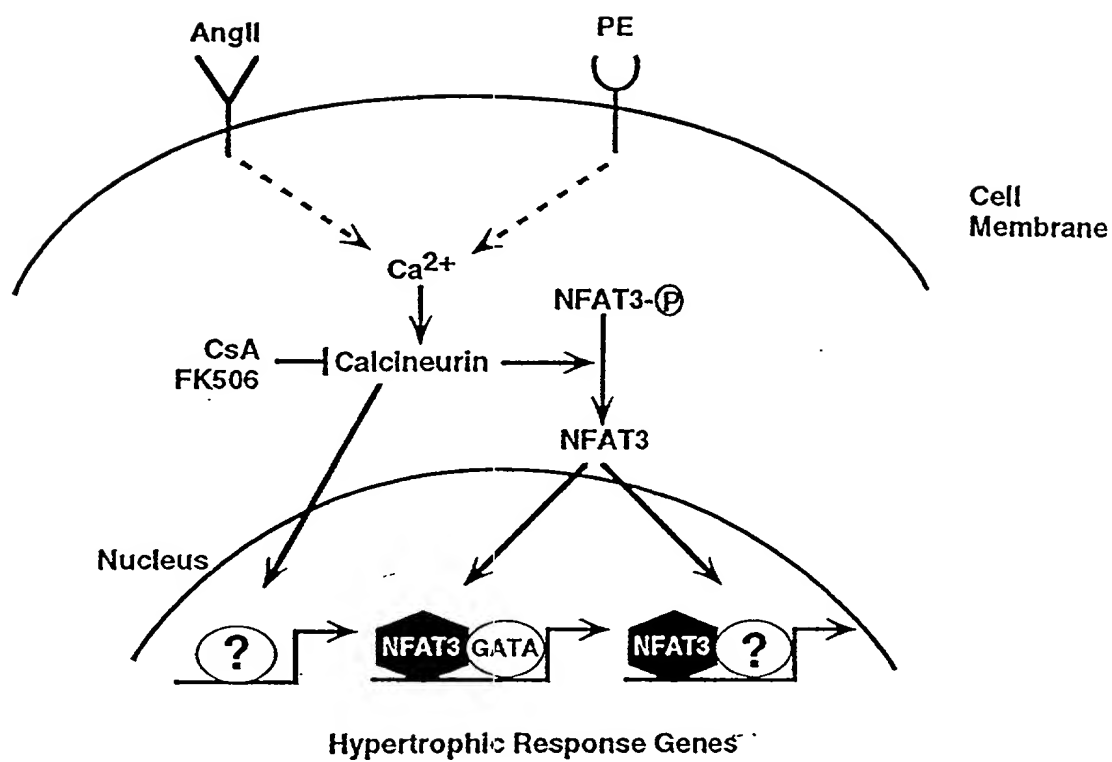 AngII
PE
Cell
Membrane
Ca2+
NFAT3-Ⓟ
CsA
FK506
Calcineurin
NFAT3
Nucleus
?
NFAT3
GATA
NFAT3
?
Hypertrophic Response Genes